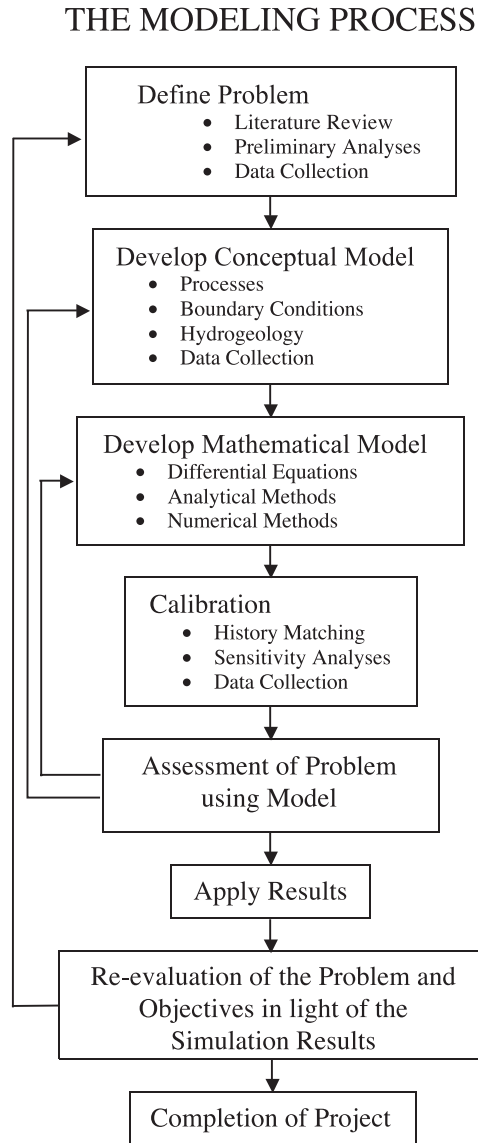 THE MODELING PROCESS
Define Problem
• Literature Review
• Preliminary Analyses
• Data Collection
Develop Conceptual Model
• Processes
• Boundary Conditions
• Hydrogeology
• Data Collection
Develop Mathematical Model
• Differential Equations
• Analytical Methods
• Numerical Methods
Calibration
• History Matching
• Sensitivity Analyses
• Data Collection
Assessment of Problem
using Model
Apply Results
Re-evaluation of the Problem and
Objectives in light of the
Simulation Results
Completion of Project